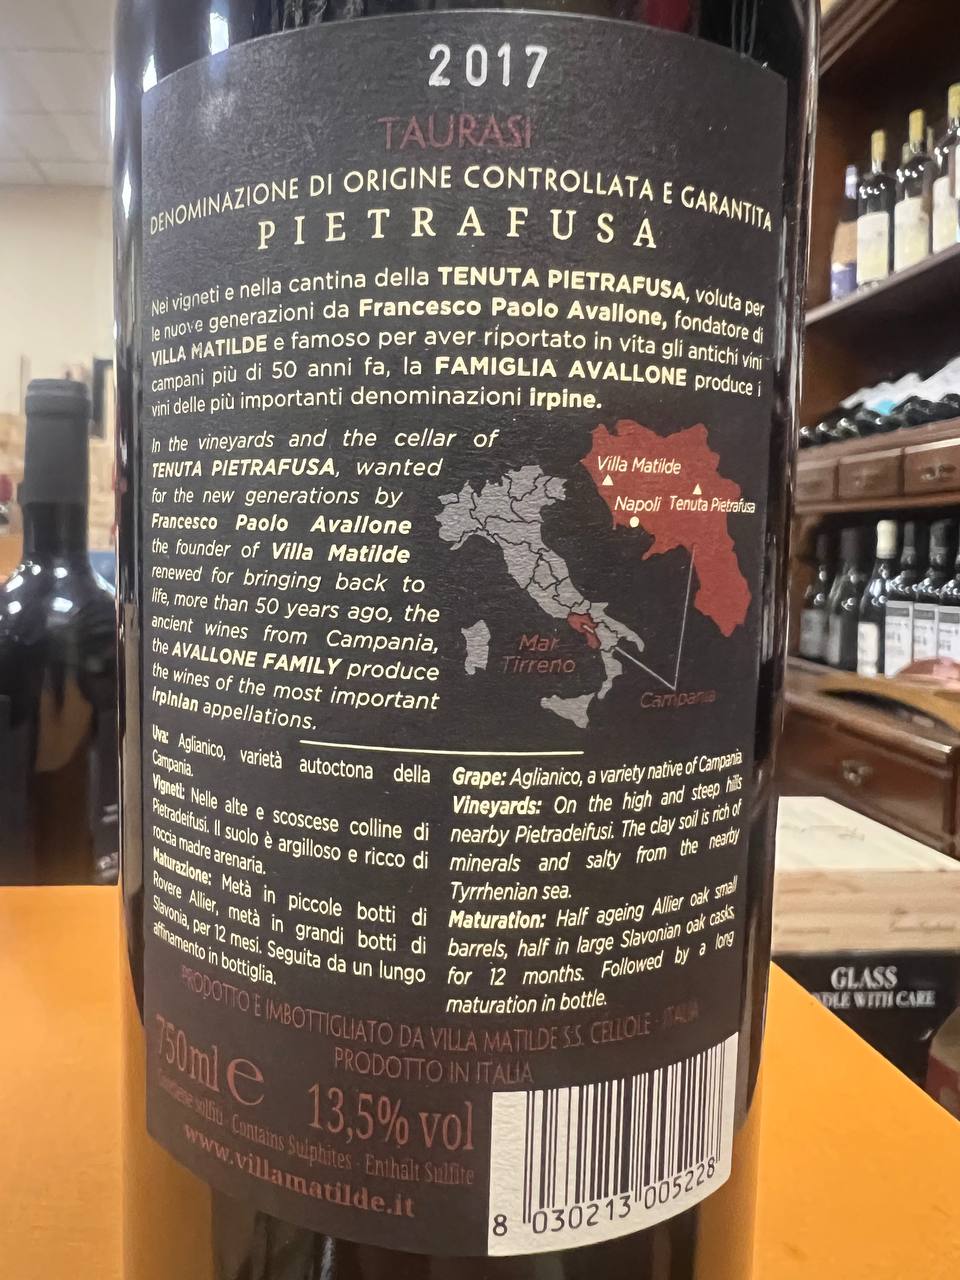 2017
TAURASI
DENOMINAZIONE DI ORIGINE CONTROLLATA E GARANTITA
PIETRAFUSA
Nei vigneti e nella cantina della TENUTA PIETRAFUSA, voluta per
le nuove generazioni da Francesco Paolo Avallone, fondatore di
VILLA MATILDE e famoso per aver riportato in vita gli antichi vini
campani più di 50 anni fa, la FAMIGLIA AVALLONE produce i
vini delle più importanti denominazioni irpine.
In the vineyards and the cellar of
TENUTA PIETRAFUSA, wanted
for the new generations by
Francesco Paolo Avallone
the founder of Villa Matilde
renewed for bringing back to
life, more than 50 years ago, the
ancient wines from Campania,
the AVALLONE FAMILY produce
the wines of the most important
Irpinian appellations.
Villa Matilde
Napoli Tenuta Pietrafusa
Mar
Tirreno
Campania
Uva: Aglianico, varietà autoctona della
Campania.
Vigneti: Nelle alte e scoscese colline di
Pietradeifusi. Il suolo è argilloso e ricco di
roccia madre arenaria.
Maturazione: Metà in piccole botti di
Rovere Allier, metà in grandi botti di
Slavonia, per 12 mesi. Seguita da un lungo
affinamento in bottiglia.
Grape: Aglianico, a variety native of Campania
Vineyards: On the high and steep hills
nearby Pietradeifusi. The clay soil is rich of
minerals and salty from the nearby
Tyrrhenian sea.
Maturation: Half ageing Allier oak small
barrels, half in large Slavonian oak casks,
for 12 months. Followed by a long
maturation in bottle.
PRODOTTO E IMBOTTIGLIATO DA VILLA MATILDE S.S. CELLOLE - ITALIA
PRODOTTO IN ITALIA
750ml e
13,5% vol
Contiene solfiti - Contains Sulphites - Enthält Sulfite
www.villamatilde.it
8 030213 005228
GLASS
HANDLE WITH CARE